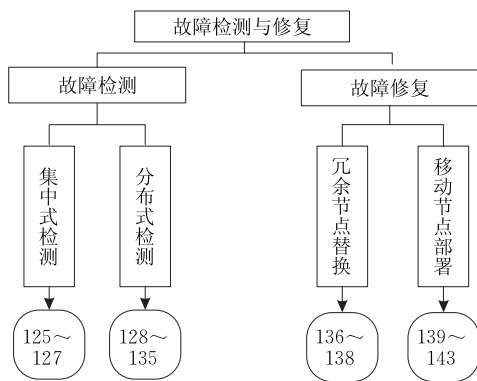 故障检测与修复
故障检测
故障修复
集中式检测
分布式检测
冗余节点替换
移动节点部署
125～
127
128～
135
136～
138
139～
143